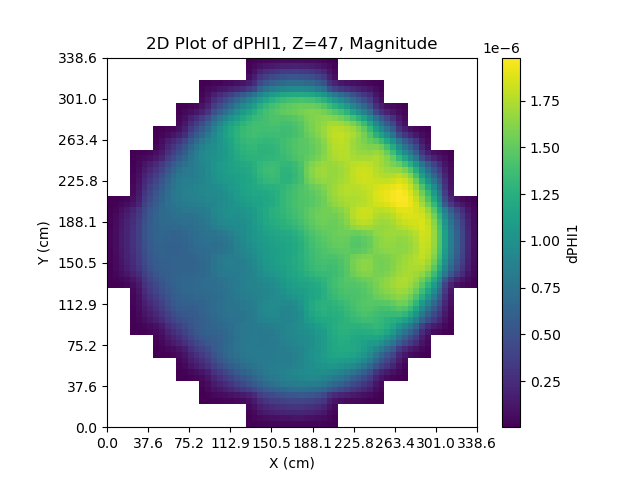 2D Plot of dPHI1, Z=47, Magnitude
1e−6
338.6
301.0
263.4
225.8
188.1
150.5
112.9
75.2
37.6
0.0
Y (cm)
0.0 37.6 75.2 112.9 150.5 188.1 225.8 263.4 301.0 338.6
X (cm)
1.75
1.50
1.25
1.00
0.75
0.50
0.25
dPHI1